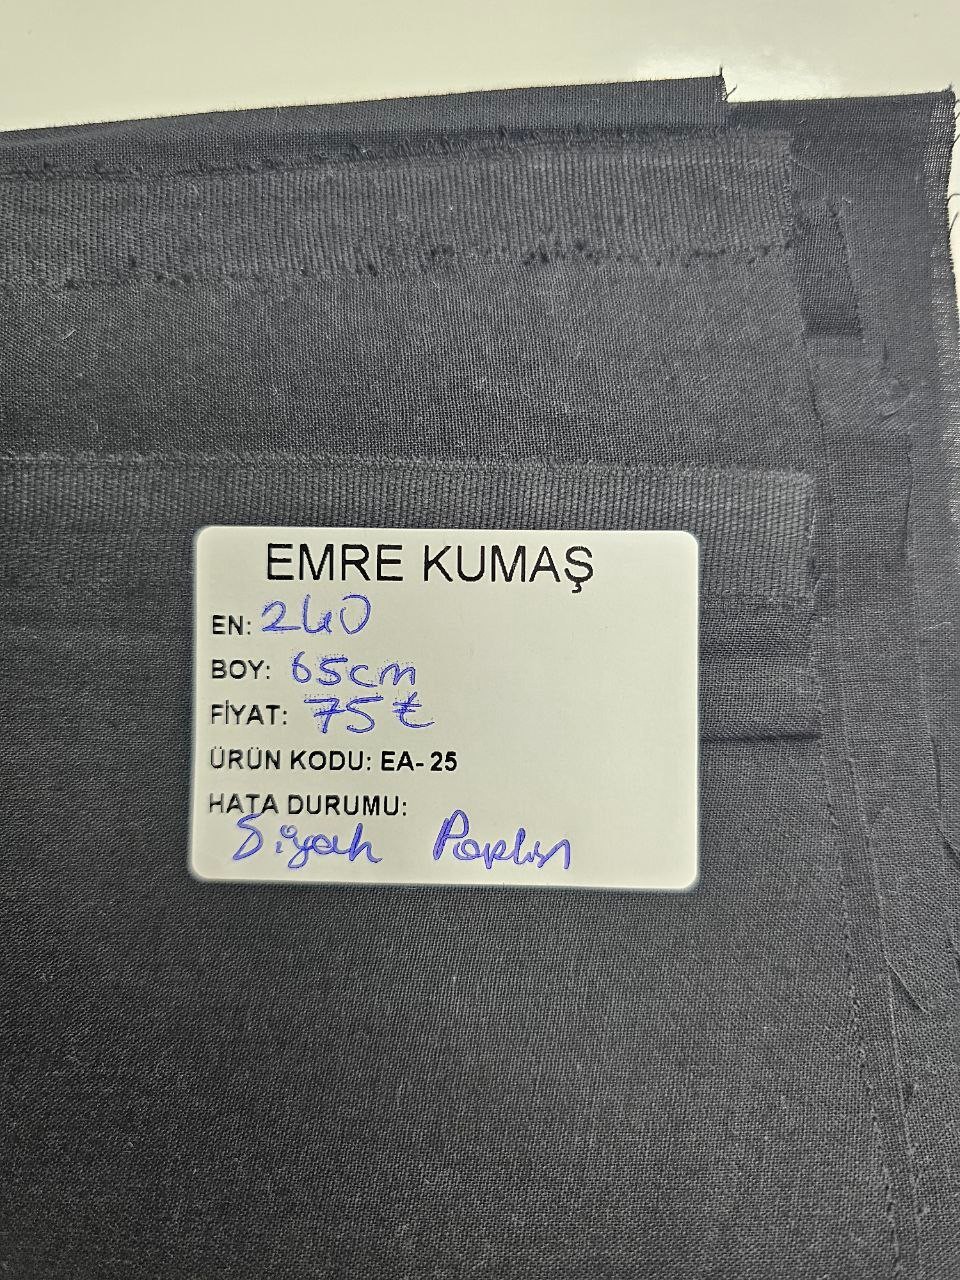 EMRE KUMAŞ
EN: 240
BOY: 65cm
FİYAT: 75 ₺
ÜRÜN KODU: EA- 25
HATA DURUMU:
Siyah Poplin